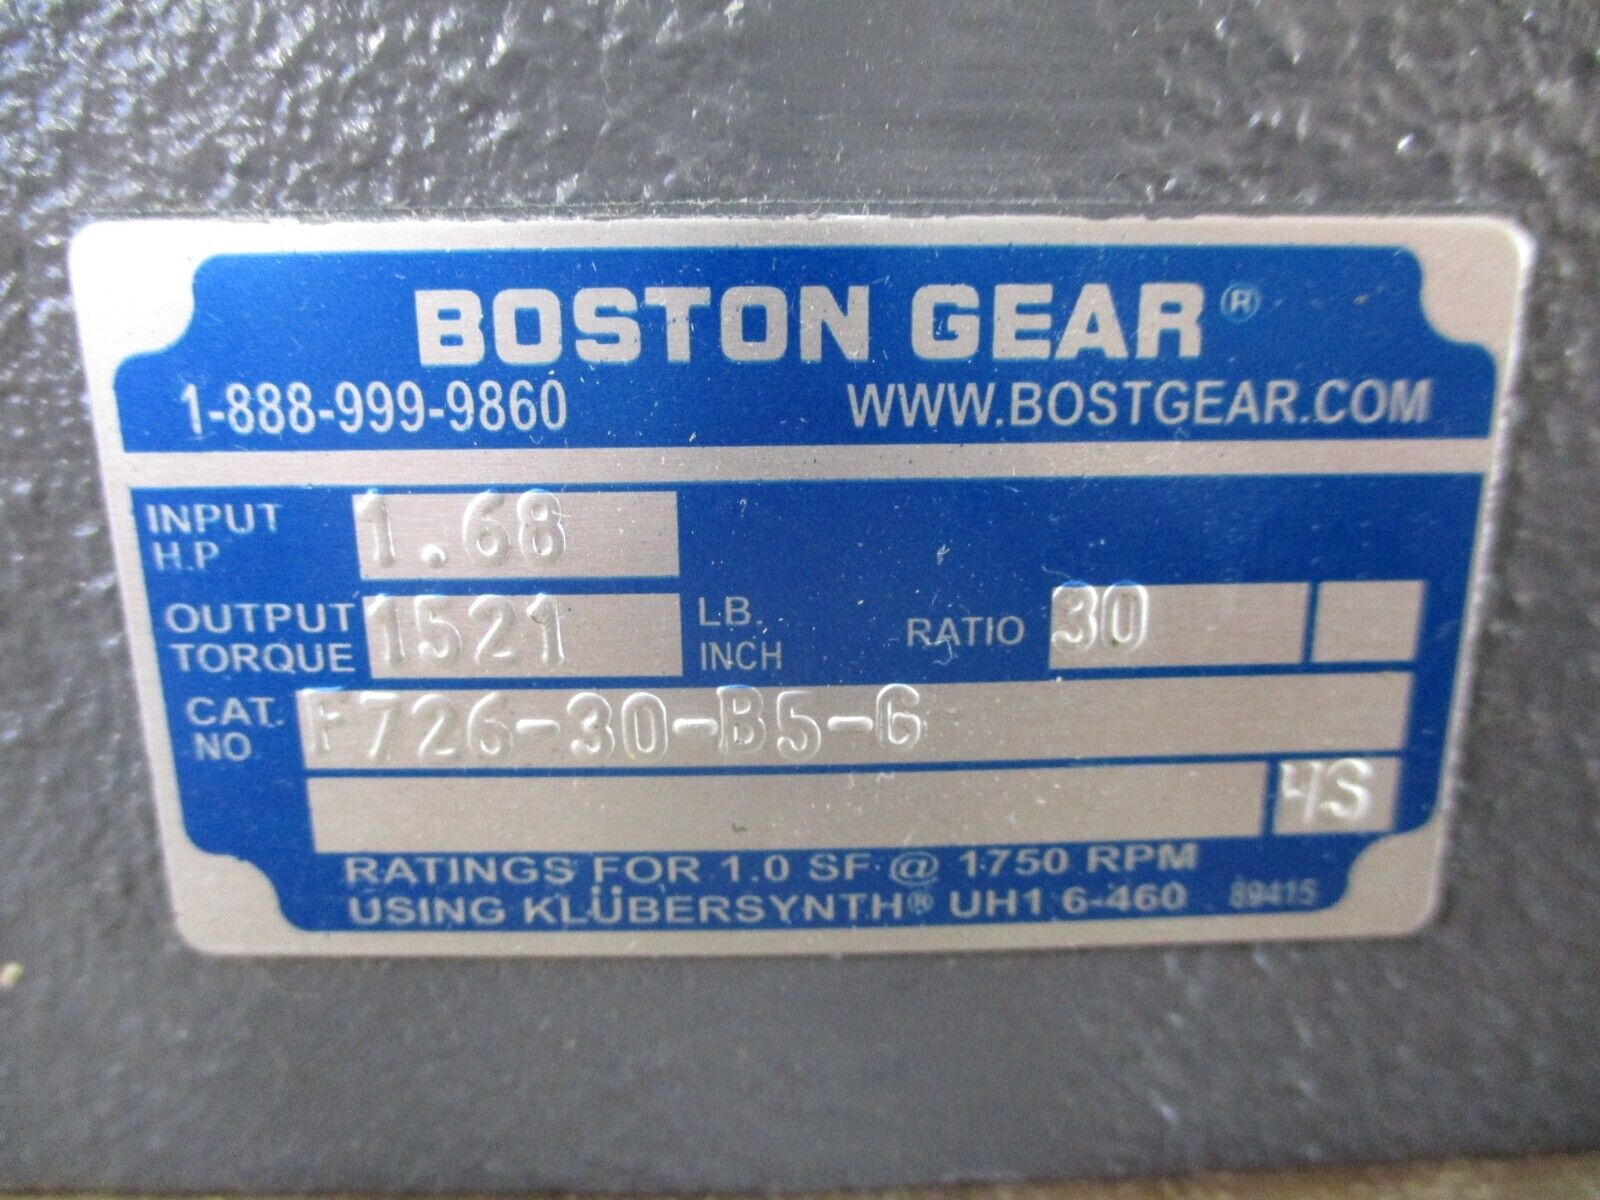 BOSTON GEAR®
1-888-999-9860 WWW.BOSTGEAR.COM
INPUT H.P 1.68
OUTPUT TORQUE 1521 LB. INCH RATIO 30
CAT. NO. F726-30-B5-G
4S
RATINGS FOR 1.0 SF @ 1750 RPM
USING KLÜBERSYNTH® UH1 6-460 89415